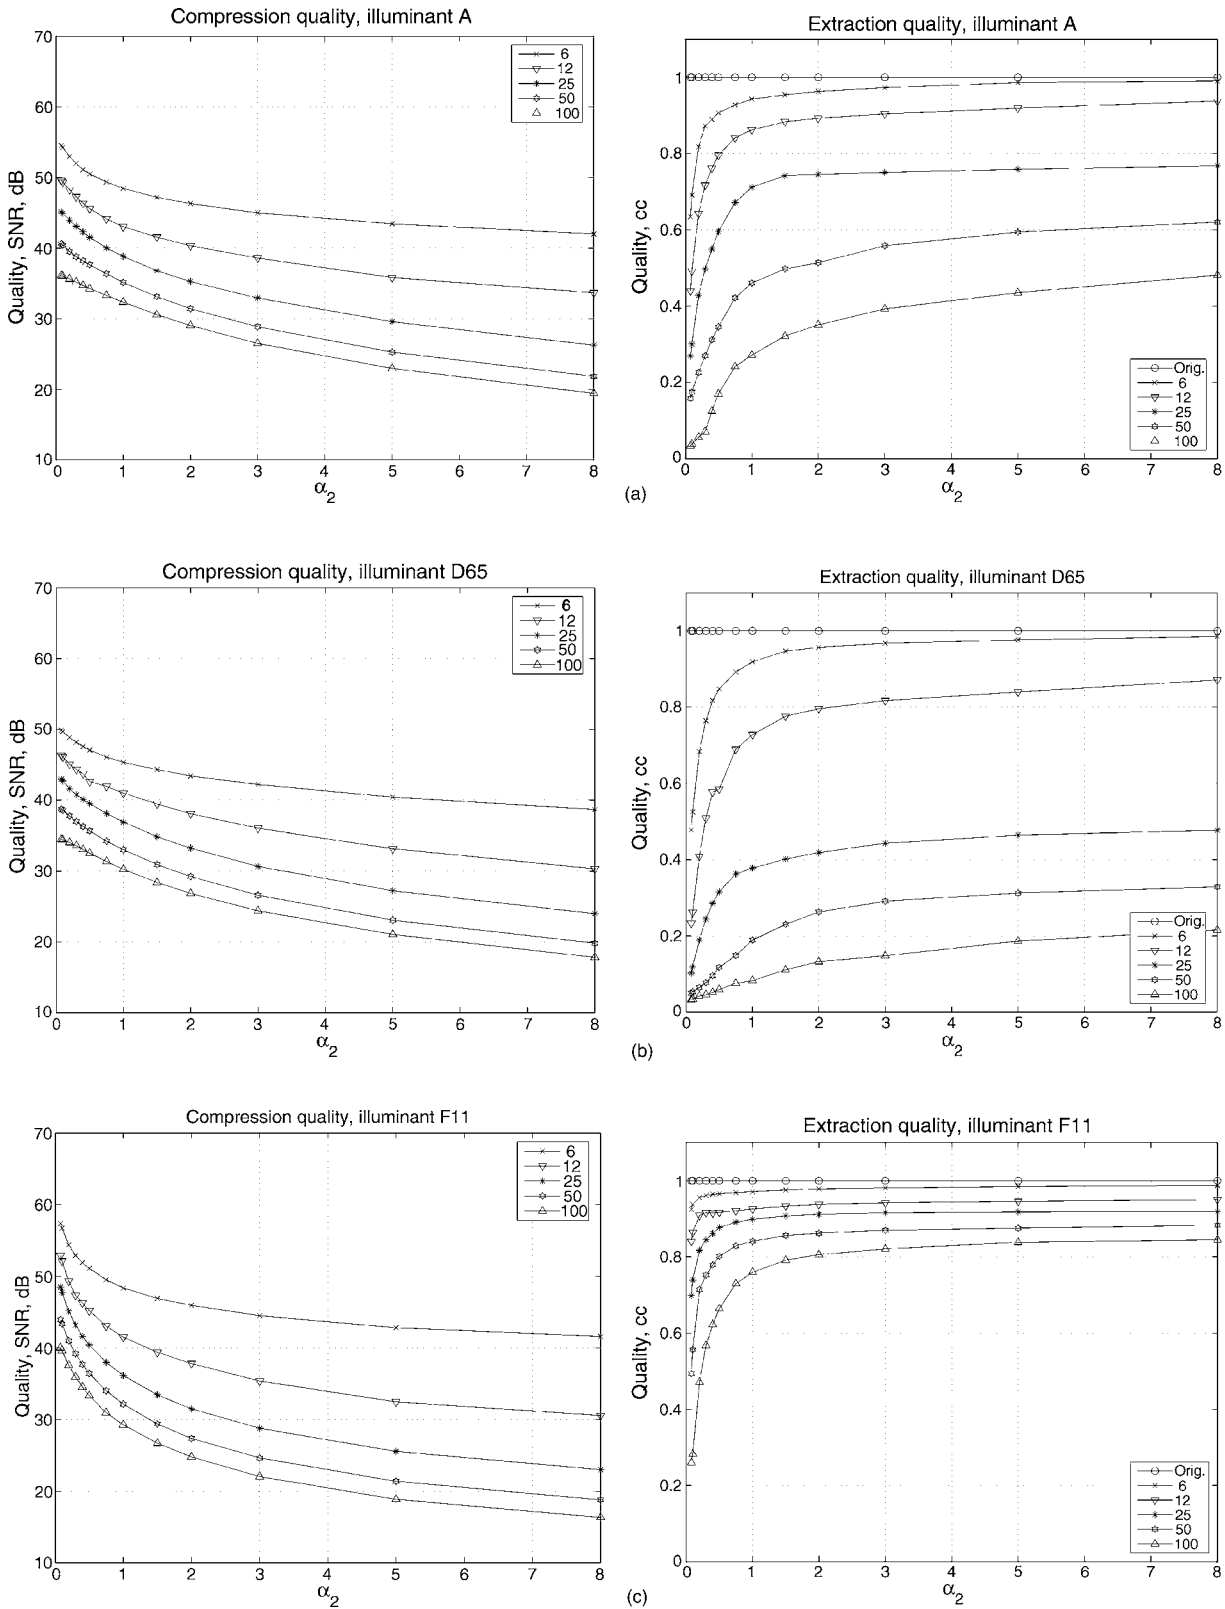 Compression quality, illuminant A
70
60
50
40
30
20
10
Quality, SNR, dB
0 1 2 3 4 5 6 7 8
α2
6
12
25
50
100
Extraction quality, illuminant A
1
0.8
0.6
0.4
0.2
0
Quality, cc
0 1 2 3 4 5 6 7 8
α2
Orig.
6
12
25
50
100
(a)
Compression quality, illuminant D65
70
60
50
40
30
20
10
Quality, SNR, dB
0 1 2 3 4 5 6 7 8
α2
6
12
25
50
100
Extraction quality, illuminant D65
1
0.8
0.6
0.4
0.2
0
Quality, cc
0 1 2 3 4 5 6 7 8
α2
Orig.
6
12
25
50
100
(b)
Compression quality, illuminant F11
70
60
50
40
30
20
10
Quality, SNR, dB
0 1 2 3 4 5 6 7 8
α2
6
12
25
50
100
Extraction quality, illuminant F11
1
0.8
0.6
0.4
0.2
0
Quality, cc
0 1 2 3 4 5 6 7 8
α2
Orig.
6
12
25
50
100
(c)